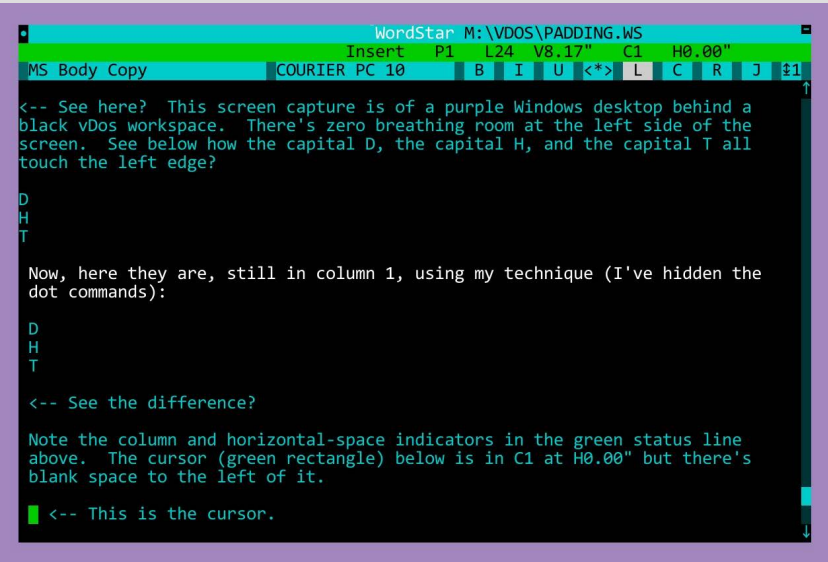 WordStar M:\VDOS\PADDING.WS
Insert P1 L24 V8.17" C1 H0.00"
MS Body Copy COURIER PC 10 B I U <*> L C R J ↕1
<-- See here? This screen capture is of a purple Windows desktop behind a
black vDos workspace. There's zero breathing room at the left side of the
screen. See below how the capital D, the capital H, and the capital T all
touch the left edge?
D
H
T
Now, here they are, still in column 1, using my technique (I've hidden the
dot commands):
D
H
T
<-- See the difference?
Note the column and horizontal-space indicators in the green status line
above. The cursor (green rectangle) below is in C1 at H0.00" but there's
blank space to the left of it.
<-- This is the cursor.